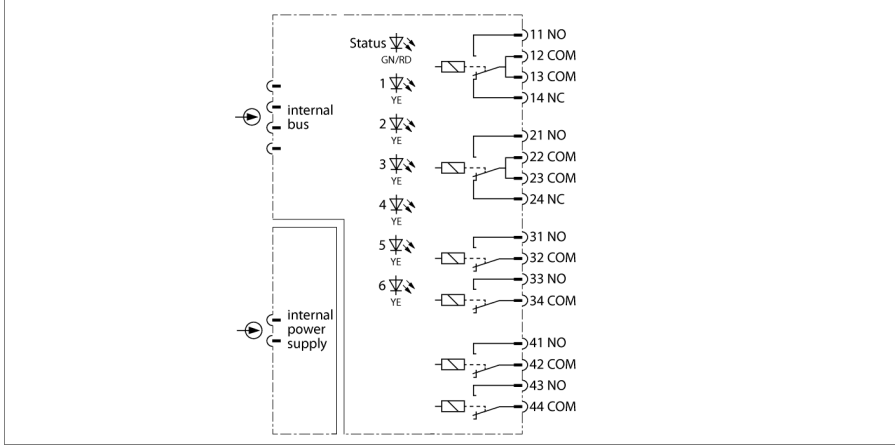 Status
GN/RD
1
YE
2
YE
3
YE
4
YE
5
YE
6
YE
internal
bus
internal
power
supply
11 NO
12 COM
13 COM
14 NC
21 NO
22 COM
23 COM
24 NC
31 NO
32 COM
33 NO
34 COM
41 NO
42 COM
43 NO
44 COM